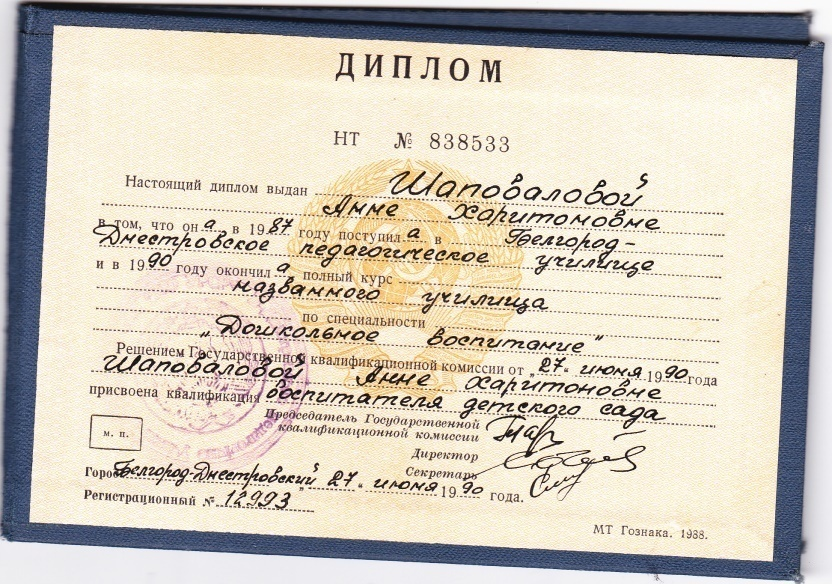 ДИПЛОМ
НТ № 838533
Настоящий диплом выдан Шаповаловой
Анне Харитоновне
в том, что она в 1987 году поступила в Белгород-
Днестровское педагогическое училище
и в 1990 году окончила полный курс
названного училища
по специальности
„Дошкольное воспитание"
Решением Государственной квалификационной комиссии от „27" июня 1990 года
Шаповаловой Анне Харитоновне
присвоена квалификация воспитателя детского сада
Председатель Государственной
квалификационной комиссии
м. п.
Директор
Секретарь
Город Белгород-Днестровский „27" июня 1990 года.
Регистрационный № 12993
МТ Гознака. 1988.